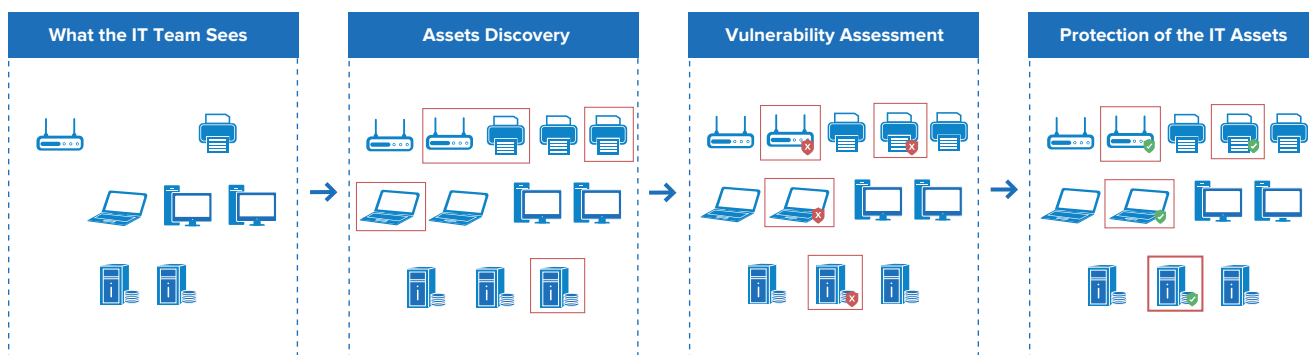 What the IT Team Sees
Assets Discovery
Vulnerability Assessment
Protection of the IT Assets
i
i
i
i
i
x
x
x
i
i
x
i
i
i
i